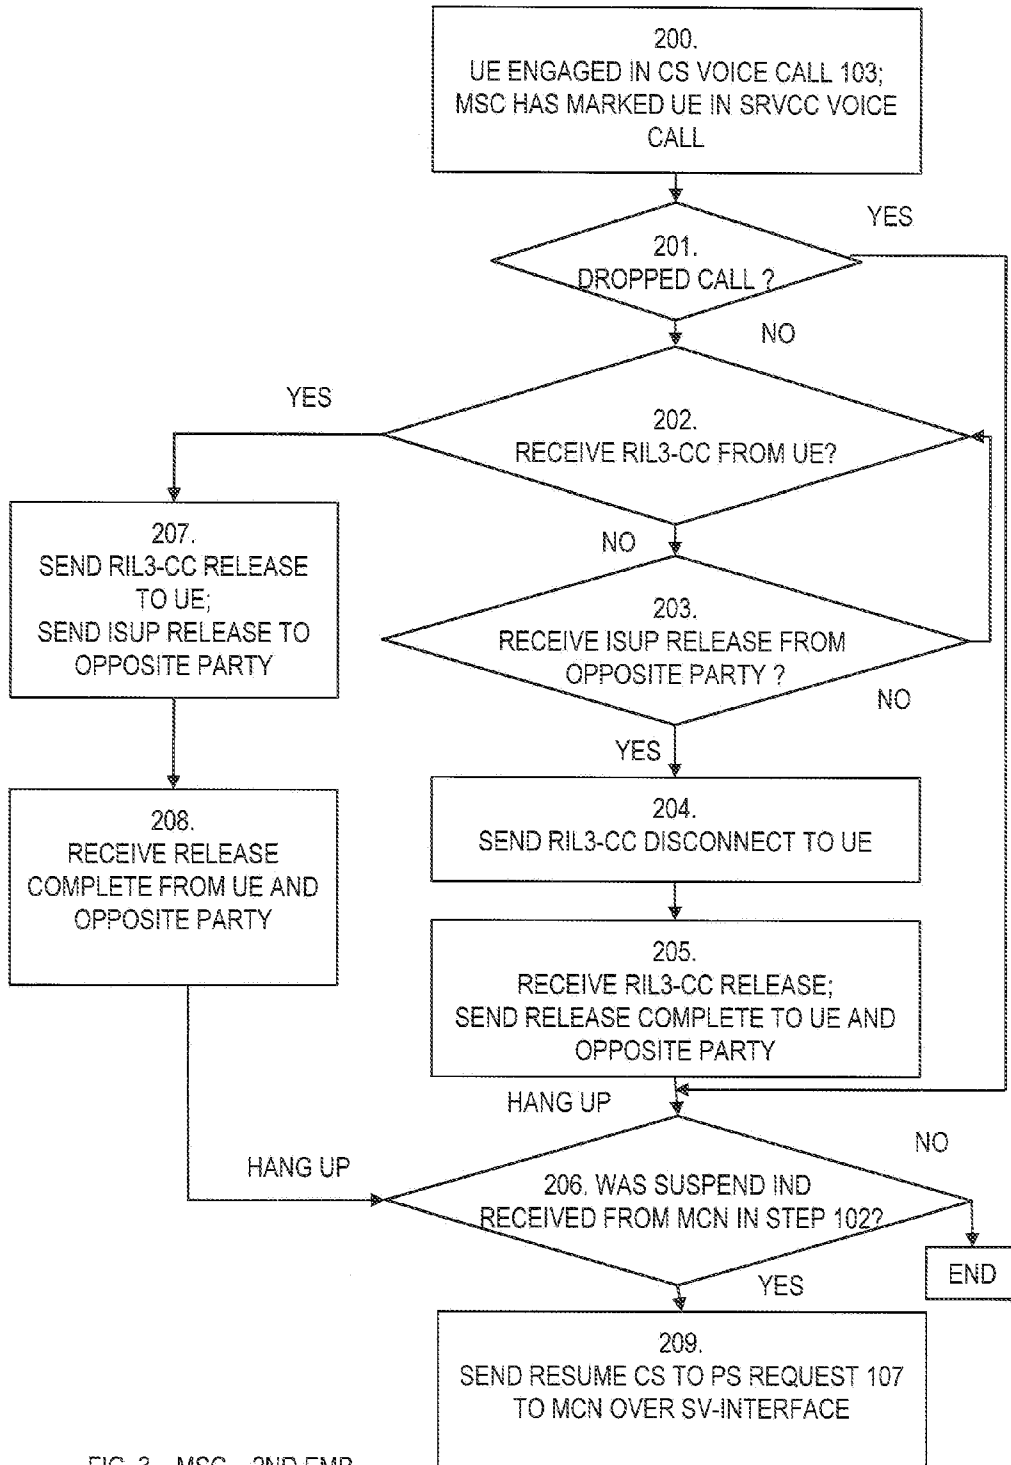 200.
UE ENGAGED IN CS VOICE CALL 103;
MSC HAS MARKED UE IN SRVCC VOICE
CALL
YES
201.
DROPPED CALL ?
NO
YES
202.
RECEIVE RIL3-CC FROM UE?
NO
207.
SEND RIL3-CC RELEASE
TO UE;
SEND ISUP RELEASE TO
OPPOSITE PARTY
203.
RECEIVE ISUP RELEASE FROM
OPPOSITE PARTY ?
NO
YES
204.
SEND RIL3-CC DISCONNECT TO UE
208.
RECEIVE RELEASE
COMPLETE FROM UE AND
OPPOSITE PARTY
205.
RECEIVE RIL3-CC RELEASE;
SEND RELEASE COMPLETE TO UE AND
OPPOSITE PARTY
HANG UP
NO
HANG UP
206. WAS SUSPEND IND
RECEIVED FROM MCN IN STEP 102?
END
YES
209.
SEND RESUME CS TO PS REQUEST 107
TO MCN OVER SV-INTERFACE
FIG. 3 MSC 2ND EMB